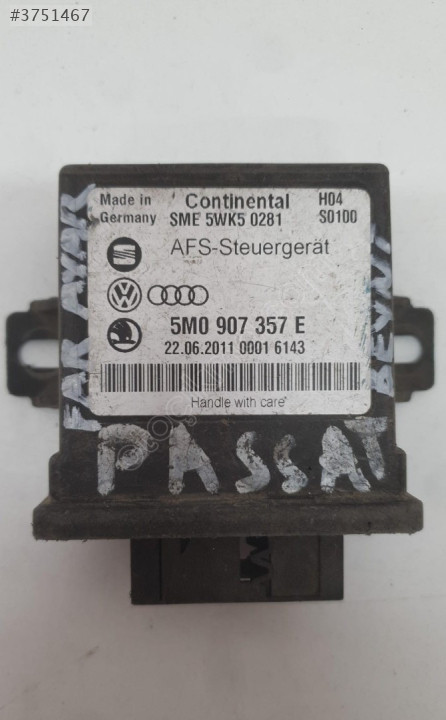 #3751467
Made in Germany
Continental
SME 5WK5 0281
H04
S0100
AFS-Steuergerät
5M0 907 357 E
22.06.2011 0001 6143
Handle with care
FAR AYAR
BEYNİ
PASSAT